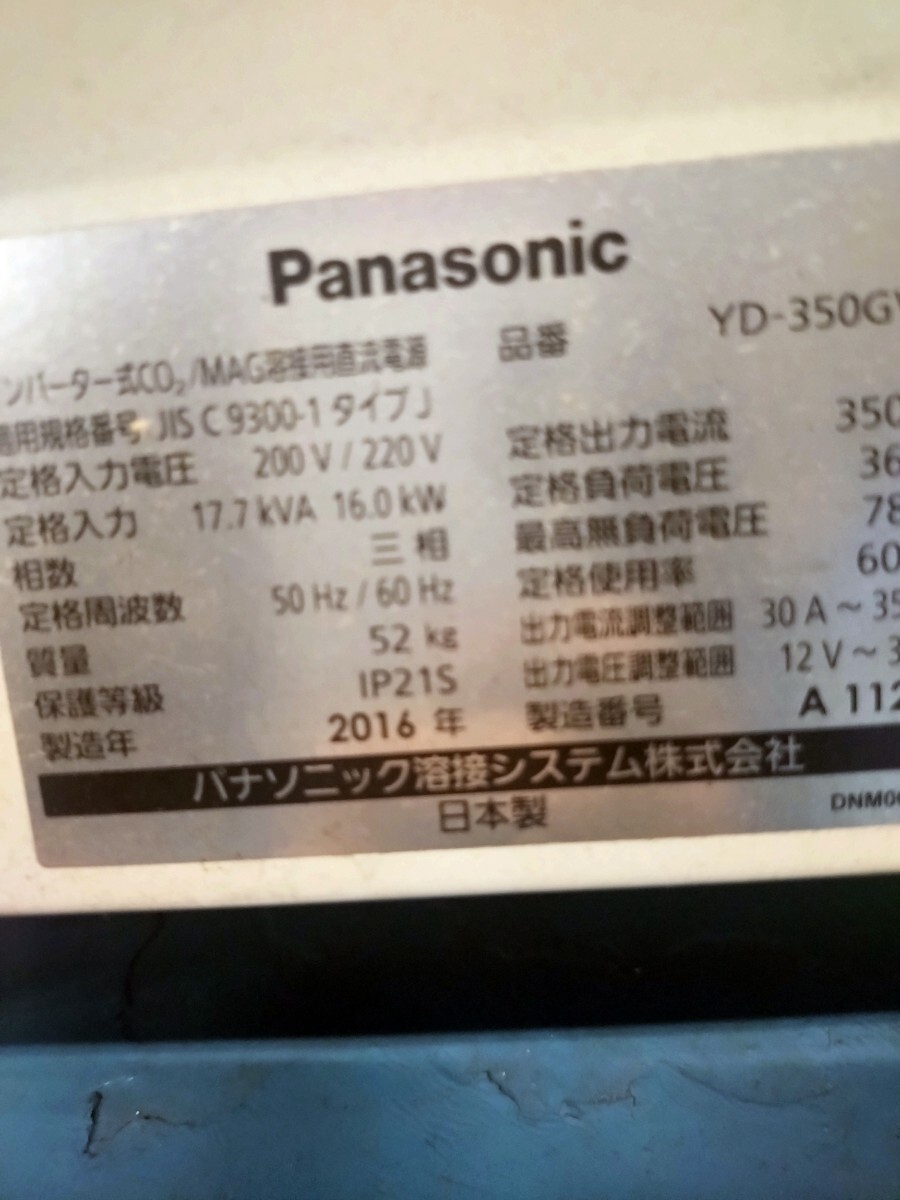 Panasonic
ンバーター式CO₂/MAG溶接用直流電源
適用規格番号 JIS C 9300-1 タイプJ
定格入力電圧 200 V / 220 V
定格入力 17.7 kVA 16.0 kW
相数 三相
定格周波数 50 Hz / 60 Hz
質量 52 kg
保護等級 IP21S
製造年 2016 年
品番 YD-350G
定格出力電流 350
定格負荷電圧 36
最高無負荷電圧 78
定格使用率 60
出力電流調整範囲 30 A ~ 35
出力電圧調整範囲 12 V ~ 3
製造番号 A 112
パナソニック溶接システム株式会社
日本製
DNM0